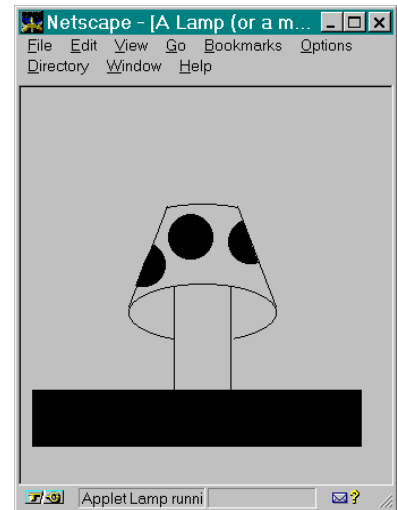 Netscape - [A Lamp (or a m...
File Edit View Go Bookmarks Options
Directory Window Help
Applet Lamp runni